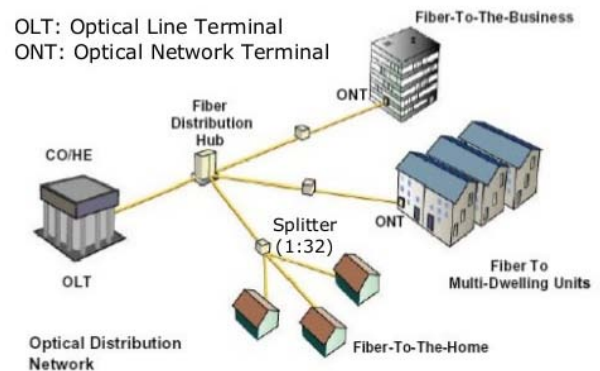 OLT: Optical Line Terminal
ONT: Optical Network Terminal
Fiber-To-The-Business
ONT
Fiber
Distribution
Hub
CO/HE
Splitter
(1:32)
ONT
OLT
Fiber To
Multi-Dwelling Units
Optical Distribution
Network
Fiber-To-The-Home